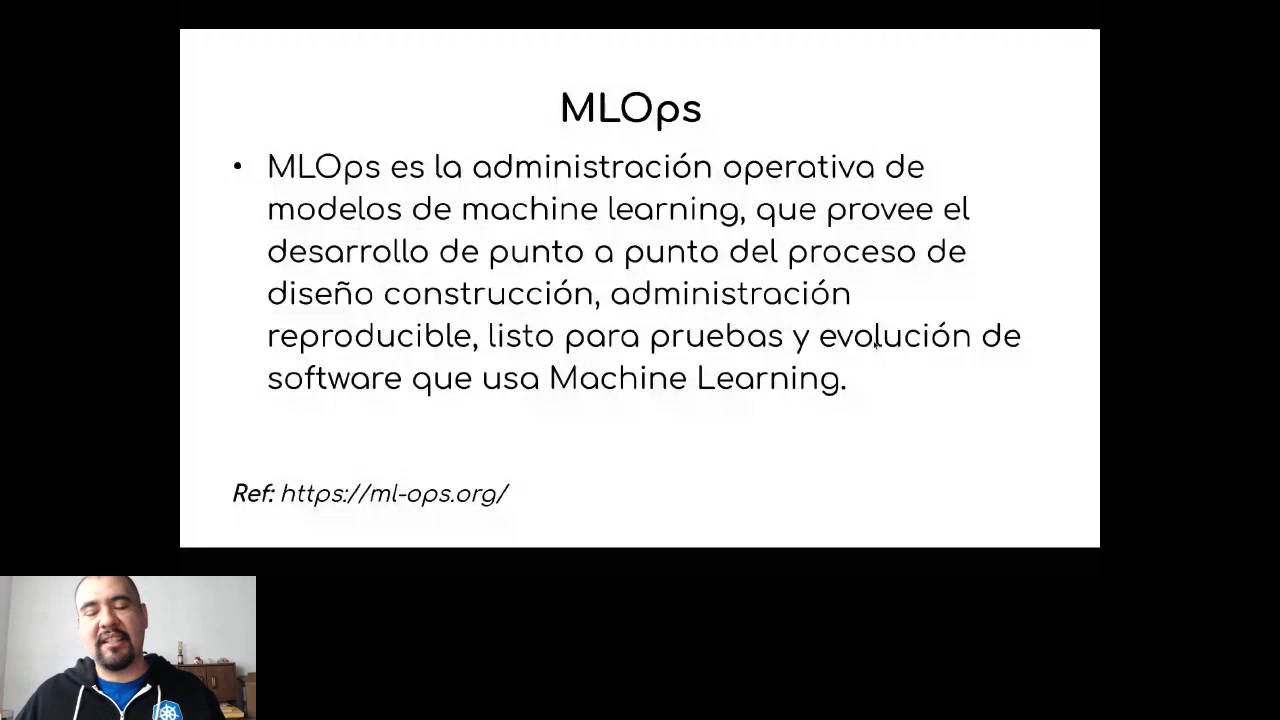 MLOps
• MLOps es la administración operativa de
modelos de machine learning, que provee el
desarrollo de punto a punto del proceso de
diseño construcción, administración
reproducible, listo para pruebas y evolución de
software que usa Machine Learning.
Ref: https://ml-ops.org/